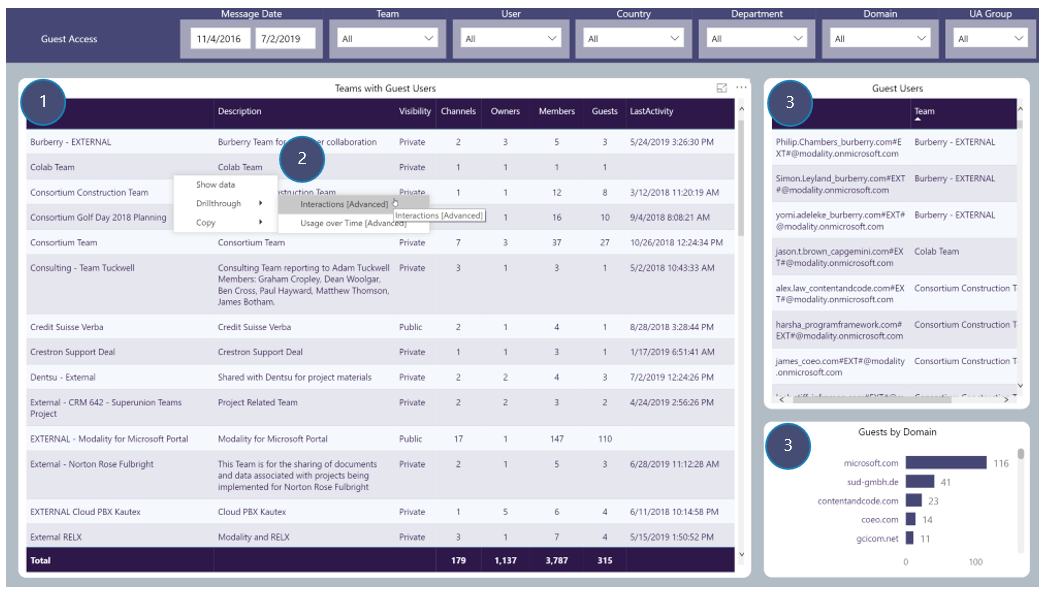 Message Date Team User Country Department Domain UA Group
Guest Access 11/4/2016 7/2/2019 All All All All All All
1 Teams with Guest Users
Description Visibility Channels Owners Members Guests LastActivity
Burberry - EXTERNAL Burberry Team for collaboration Private 2 3 5 3 5/24/2019 3:26:30 PM
Colab Team Colab Team Private 1 1 1 1
2
Consortium Construction Team Private 1 1 12 8 3/12/2018 11:20:19 AM
Consortium Golf Day 2018 Planning 1 16 10 9/4/2018 8:08:21 AM
Show data
Drillthrough
Copy
Interactions [Advanced]
Interactions [Advanced]
Usage over Time [Advanced]
Consortium Team Consortium Team Private 7 3 37 27 10/26/2018 12:24:34 PM
Consulting - Team Tuckwell Consulting Team reporting to Adam Tuckwell Private 3 1 3 1 5/2/2018 10:43:33 AM
Members: Graham Cropley, Dean Woolgar,
Ben Cross, Paul Hayward, Matthew Thomson,
James Botham.
Credit Suisse Verba Credit Suisse Verba Public 2 1 4 1 8/28/2018 3:28:44 PM
Crestron Support Deal Crestron Support Deal Private 1 1 3 1 1/17/2019 6:51:41 AM
Dentsu - External Shared with Dentsu for project materials Private 2 2 4 3 7/2/2019 12:24:26 PM
External - CRM 642 - Superunion Teams Project Related Team Private 2 2 3 2 4/24/2019 2:56:26 PM
Project
EXTERNAL - Modality for Microsoft Portal Modality for Microsoft Portal Public 17 1 147 110
External - Norton Rose Fulbright This Team is for the sharing of documents Private 2 1 5 3 6/28/2019 11:12:28 AM
and data associated with projects being
implemented for Norton Rose Fulbright
EXTERNAL Cloud PBX Kautex Cloud PBX Kautex Private 1 5 6 4 6/11/2018 10:14:58 PM
External RELX Modality and RELX Private 3 1 7 4 5/15/2019 1:50:52 PM
Total 179 1,137 3,787 315
3 Guest Users
Team
Philip.Chambers_burberry.com#E Burberry - EXTERNAL
XT#@modality.onmicrosoft.com
Simon.Leyland_burberry.com#EXT Burberry - EXTERNAL
#@modality.onmicrosoft.com
yomi.adeleke_burberry.com#EXT# Burberry - EXTERNAL
@modality.onmicrosoft.com
jason.t.brown_capgemini.com#EX Colab Team
T#@modality.onmicrosoft.com
alex.law_contentandcode.com#EX Consortium Construction T
T#@modality.onmicrosoft.com
harsha_programframework.com# Consortium Construction T
EXT#@modality.onmicrosoft.com
james_coeo.com#EXT#@modality Consortium Construction T
.onmicrosoft.com
3 Guests by Domain
microsoft.com 116
sud-gmbh.de 41
contentandcode.com 23
coeo.com 14
gcicom.net 11
0 100